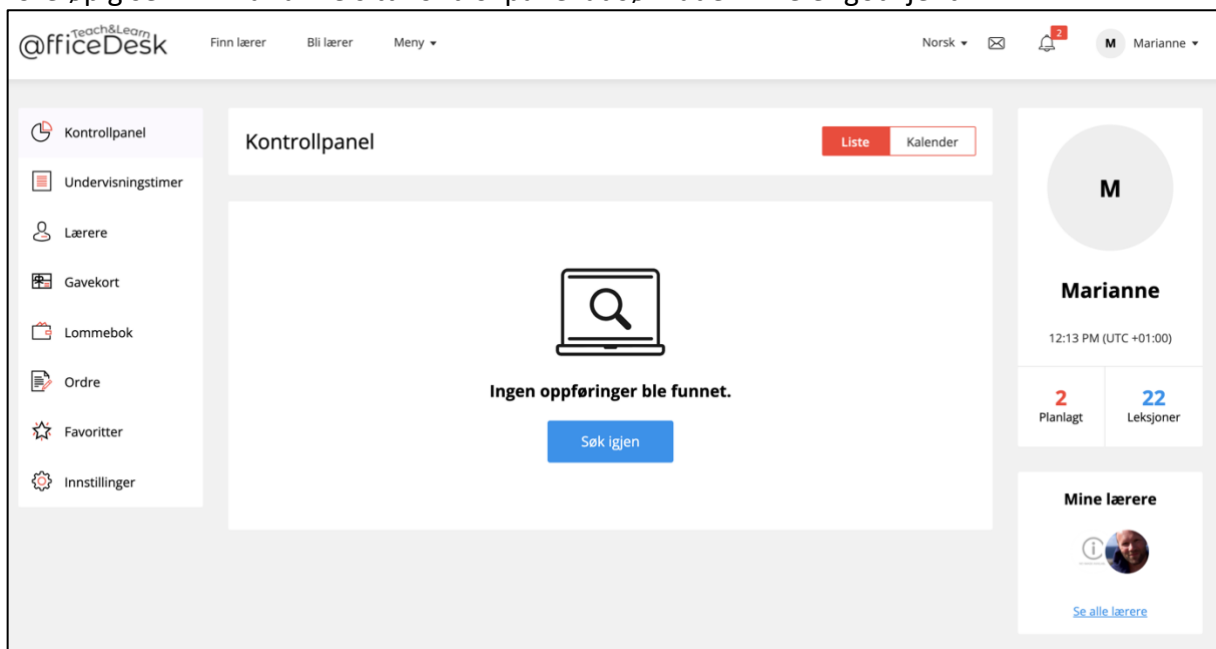 Teach&Learn
@fficeDesk
Finn lærer
Bli lærer
Meny
Norsk
2
M
Marianne
Kontrollpanel
Undervisningstimer
Lærere
Gavekort
Lommebok
Ordre
Favoritter
Innstillinger
Kontrollpanel
Liste
Kalender
Ingen oppføringer ble funnet.
Søk igjen
M
Marianne
12:13 PM (UTC +01:00)
2
Planlagt
22
Leksjoner
Mine lærere
Se alle lærere